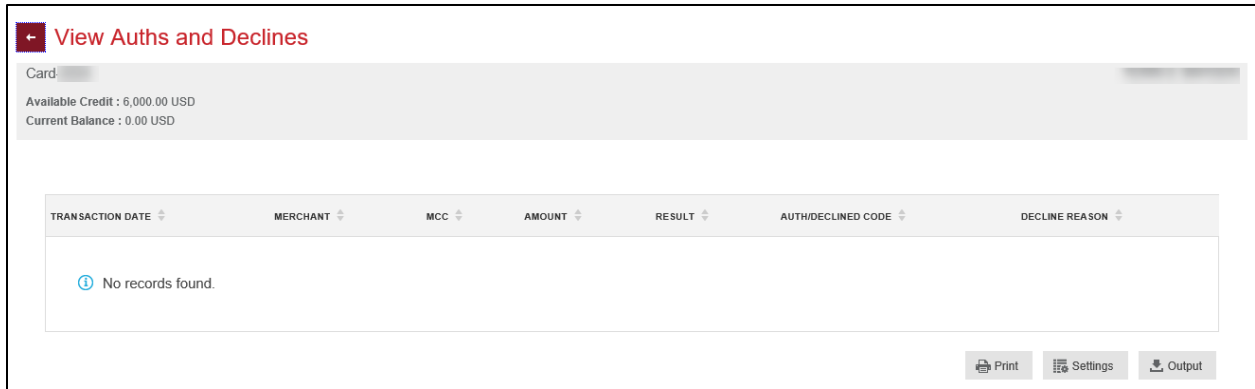 View Auths and Declines
Card-
Available Credit : 6,000.00 USD
Current Balance : 0.00 USD
TRANSACTION DATE MERCHANT MCC AMOUNT RESULT AUTH/DECLINED CODE DECLINE REASON
No records found.
Print Settings Output